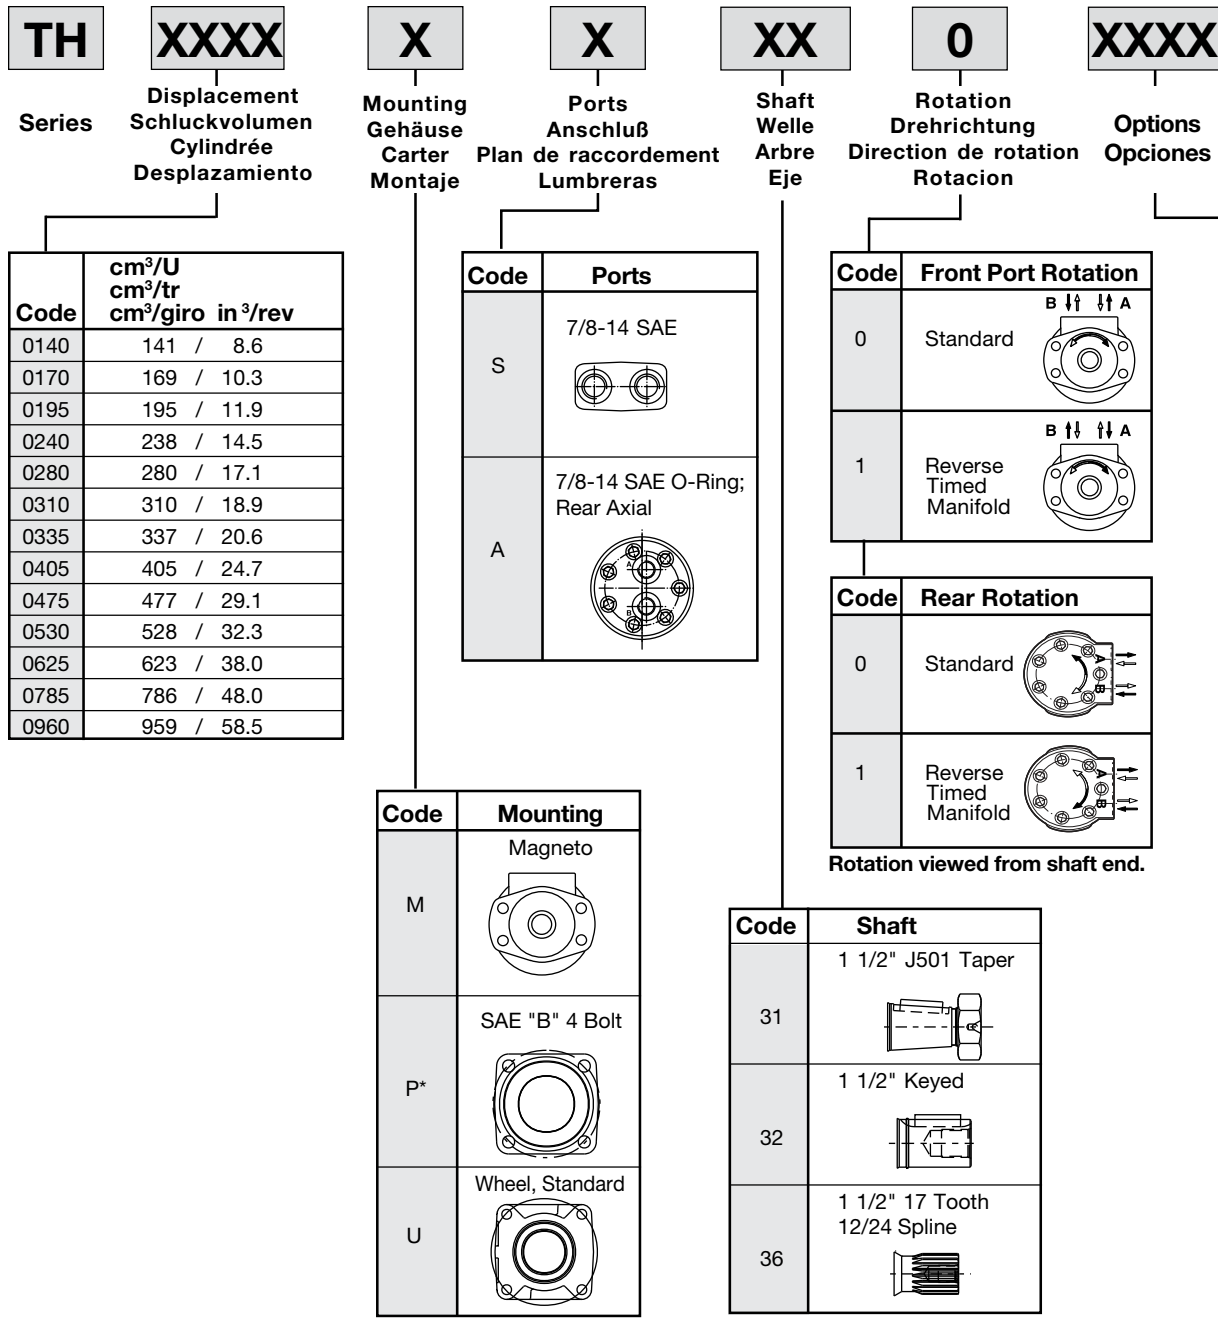 TH XXXX X X XX 0 XXXX
Series
Displacement
Schluckvolumen
Cylindrée
Desplazamiento
Mounting
Gehäuse
Carter
Montaje
Ports
Anschluß
Plan de raccordement
Lumbreras
Shaft
Welle
Arbre
Eje
Rotation
Drehrichtung
Direction de rotation
Rotacion
Options
Opciones
Code
cm³/U
cm³/tr
cm³/giro in³/rev
0140 141 / 8.6
0170 169 / 10.3
0195 195 / 11.9
0240 238 / 14.5
0280 280 / 17.1
0310 310 / 18.9
0335 337 / 20.6
0405 405 / 24.7
0475 477 / 29.1
0530 528 / 32.3
0625 623 / 38.0
0785 786 / 48.0
0960 959 / 58.5
Code Ports
S
7/8-14 SAE
A
7/8-14 SAE O-Ring;
Rear Axial
A
B
Code Front Port Rotation
B A
0 Standard
B A
1 Reverse
Timed
Manifold
Code Rear Rotation
0 Standard
A
B
1 Reverse
Timed
Manifold
A
B
Rotation viewed from shaft end.
Code Mounting
Magneto
M
SAE "B" 4 Bolt
P*
Wheel, Standard
U
Code Shaft
1 1/2" J501 Taper
31
1 1/2" Keyed
32
1 1/2" 17 Tooth
12/24 Spline
36